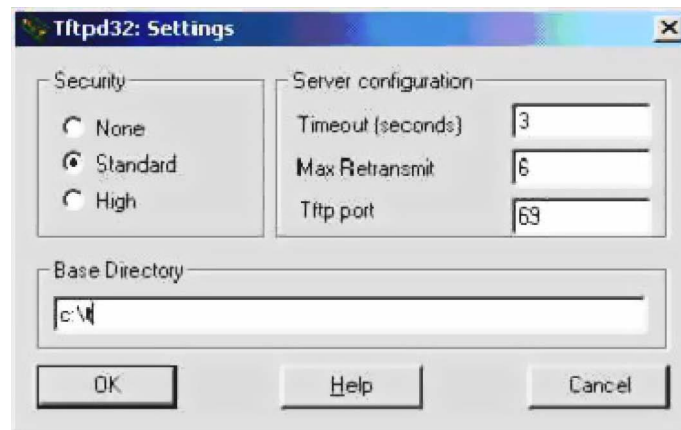 Tftpd32: Settings
Security
None
Standard
High
Server configuration
Timeout (seconds) 3
Max Retransmit 6
Tftp port 69
Base Directory
OK Help Cancel